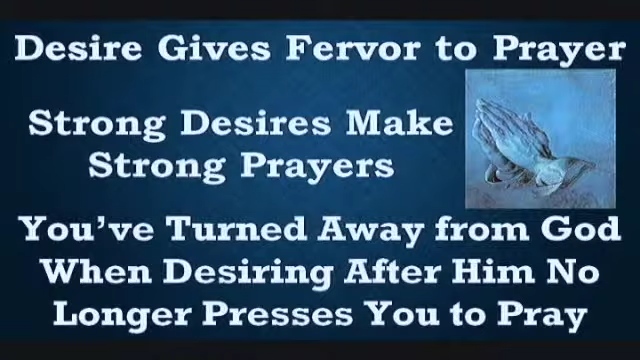 Desire Gives Fervor to Prayer
Strong Desires Make
Strong Prayers
You've Turned Away from God
When Desiring After Him No
Longer Presses You to Pray